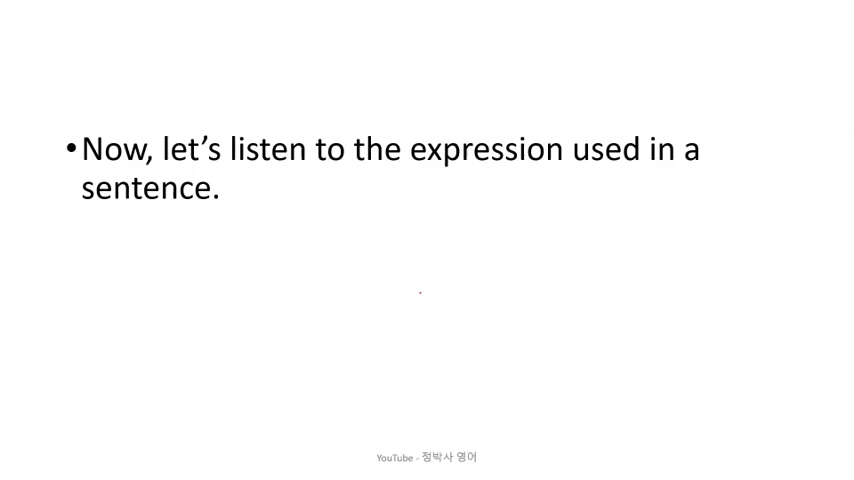 •Now, let’s listen to the expression used in a
sentence.
YouTube - 정박사 영어